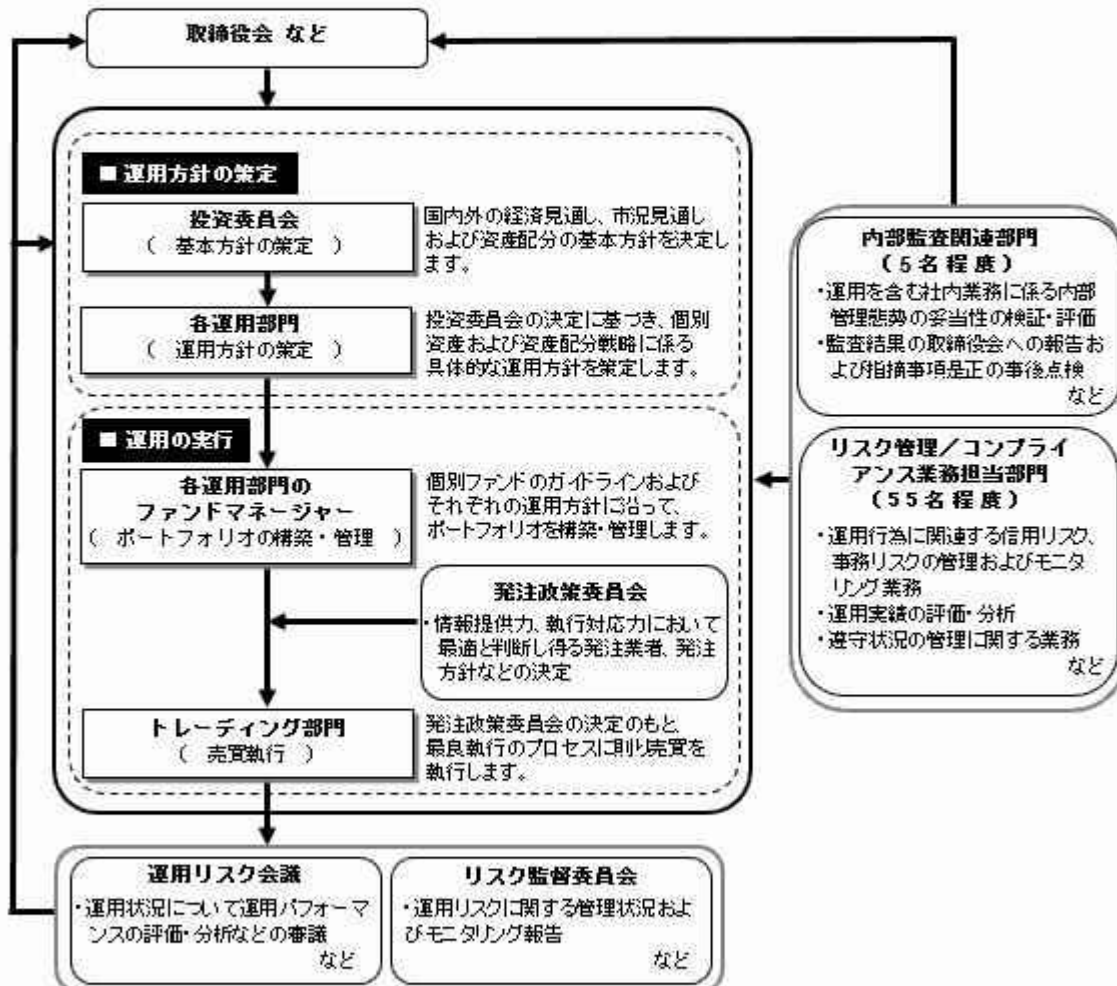 取締役会 など
■ 運用方針の策定
投資委員会
( 基本方針の策定 )
国内外の経済見通し、市況見通し
および資産配分の基本方針を決定し
ます。
各運用部門
( 運用方針の策定 )
投資委員会の決定に基づき、個別
資産および資産配分戦略に係る
具体的な運用方針を策定します。
■ 運用の実行
各運用部門の
ファンドマネージャー
( ポートフォリオの構築・管理 )
個別ファンドのガイドラインおよび
それぞれの運用方針に沿って、
ポートフォリオを構築・管理します。
発注政策委員会
・情報提供力、執行対応力において
最適と判断し得る発注業者、発注
方針などの決定
トレーディング部門
( 売買執行 )
発注政策委員会の決定のもと、
最良執行のプロセスに則り売買を
執行します。
運用リスク会議
・運用状況について運用パフォーマ
ンスの評価・分析などの審議
など
リスク監督委員会
・運用リスクに関する管理状況およ
びモニタリング報告
など
内部監査関連部門
(5名程度)
・運用を含む社内業務に係る内部
管理態勢の妥当性の検証・評価
・監査結果の取締役会への報告お
よび指摘事項是正の事後点検
など
リスク管理/コンプライ
アンス業務担当部門
(55名程度)
・運用行為に関連する信用リスク、
事務リスクの管理およびモニタ
リング業務
・運用実績の評価・分析
・遵守状況の管理に関する業務
など